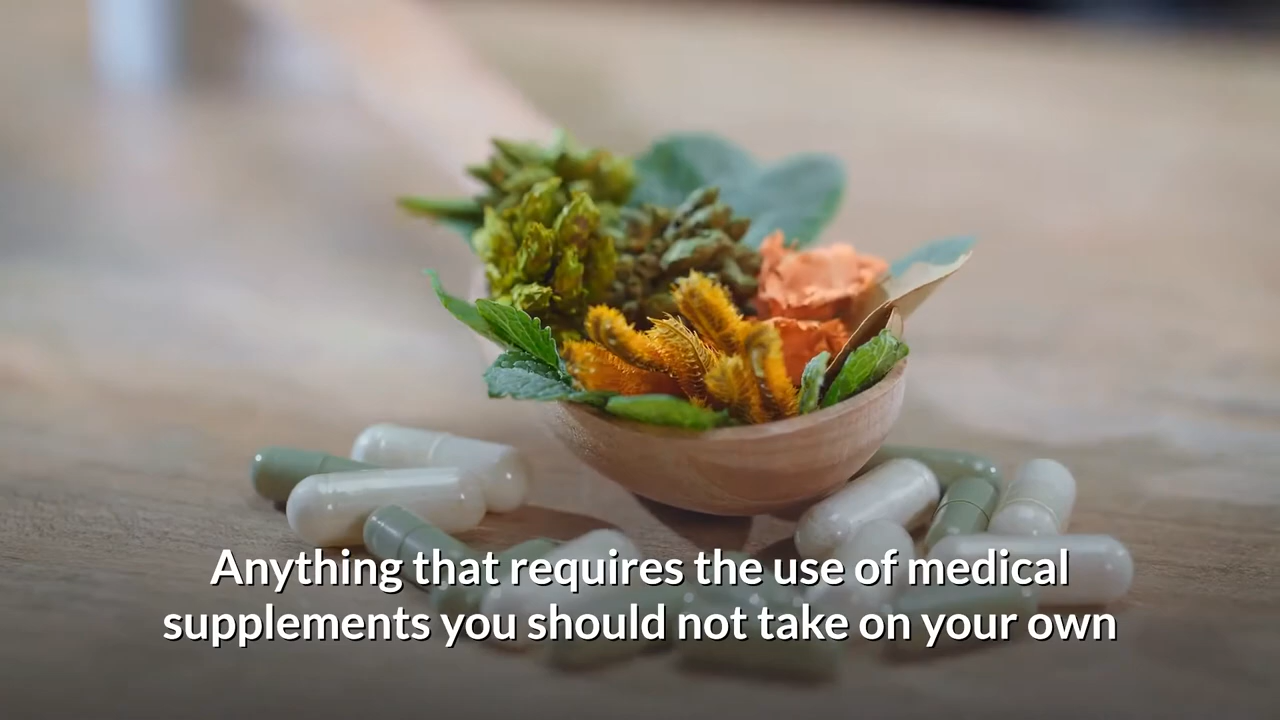 Anything that requires the use of medical
supplements you should not take on your own